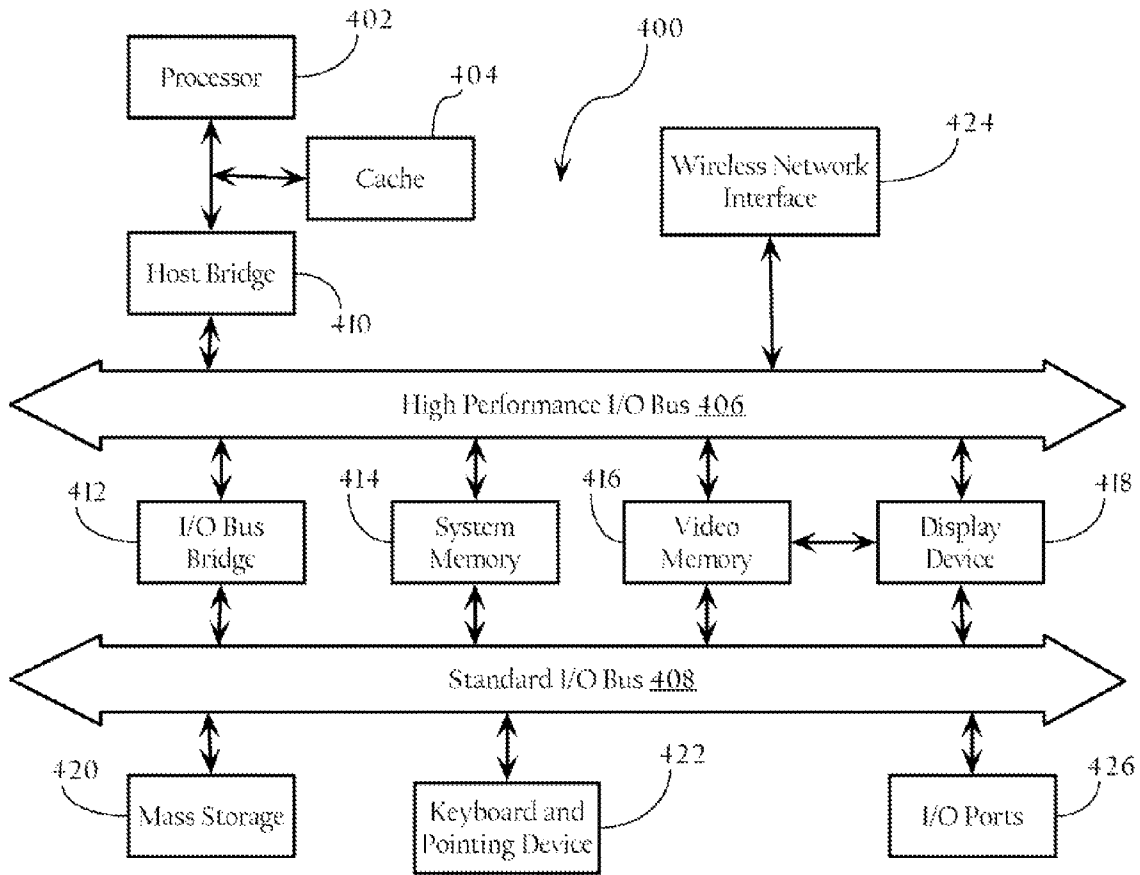 402
Processor
400
404
Cache
424
Wireless Network
Interface
Host Bridge
410
High Performance I/O Bus 406
412
I/O Bus
Bridge
414
System
Memory
416
Video
Memory
418
Display
Device
Standard I/O Bus 408
420
Mass Storage
422
Keyboard and
Pointing Device
426
I/O Ports